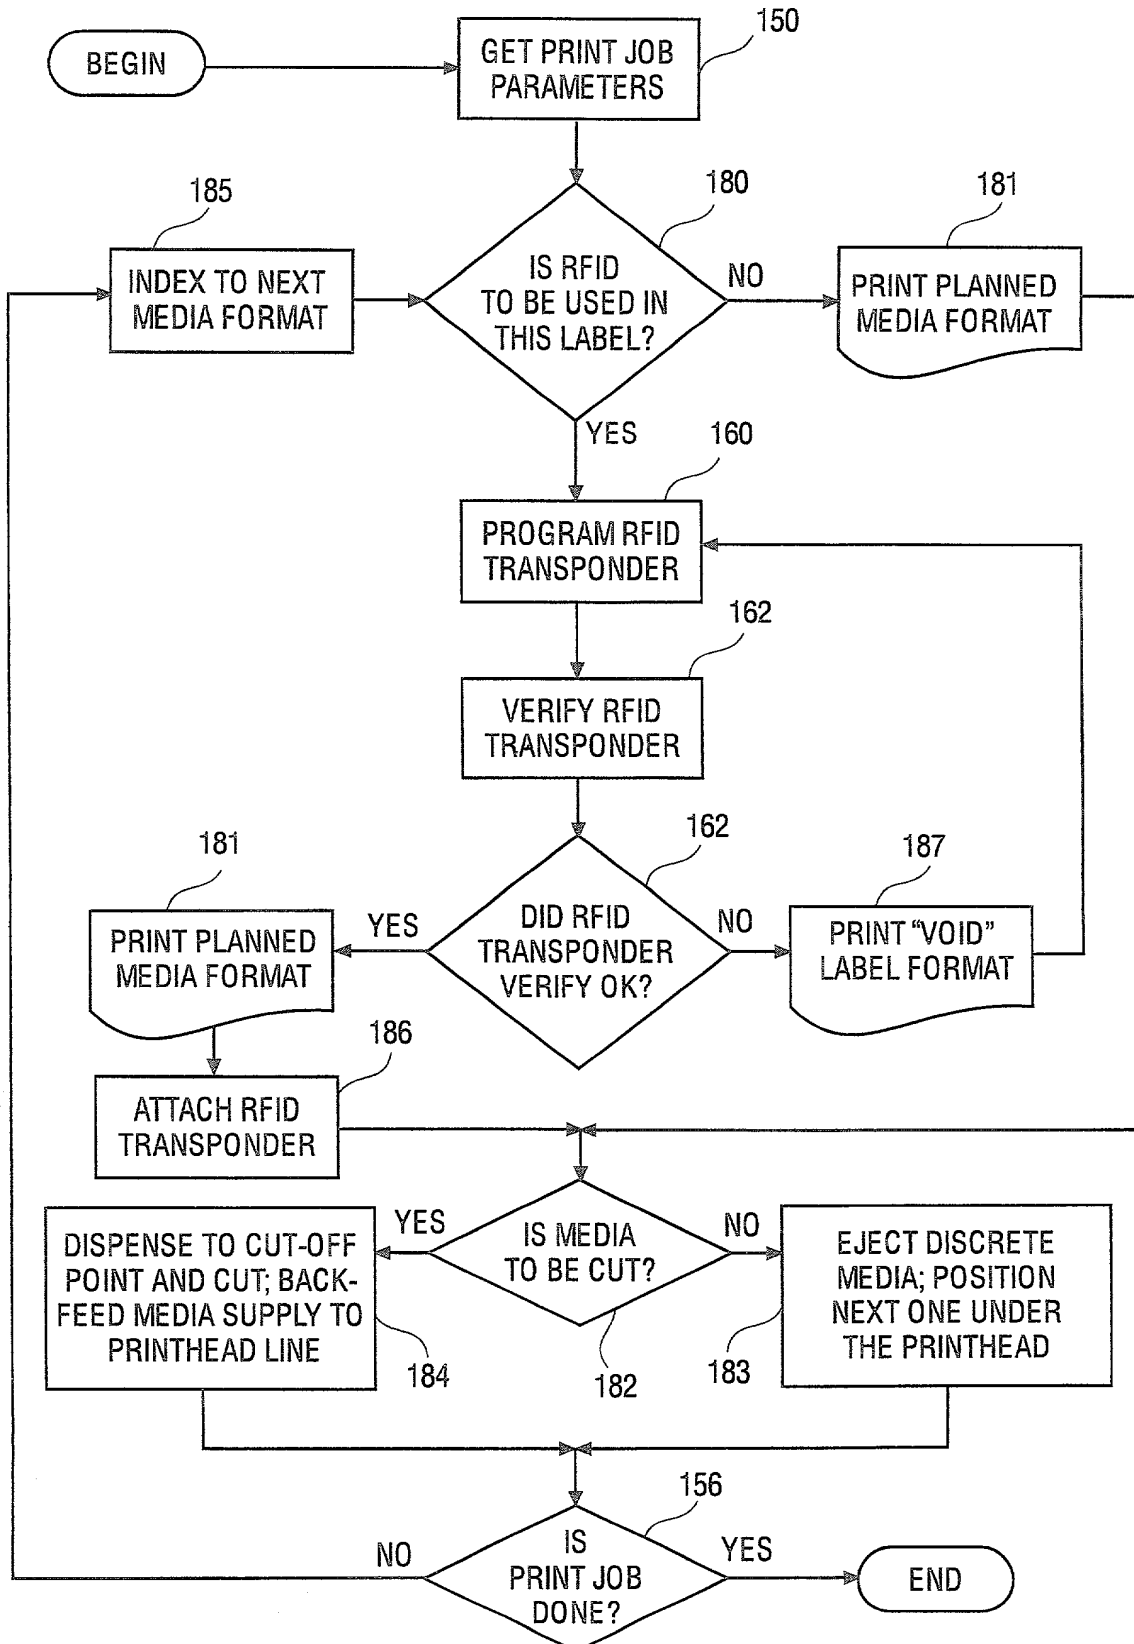 BEGIN
GET PRINT JOB
PARAMETERS
150
185
INDEX TO NEXT
MEDIA FORMAT
180
IS RFID
TO BE USED IN
THIS LABEL?
NO
181
PRINT PLANNED
MEDIA FORMAT
YES
160
PROGRAM RFID
TRANSPONDER
162
VERIFY RFID
TRANSPONDER
162
DID RFID
TRANSPONDER
VERIFY OK?
NO
187
PRINT “VOID”
LABEL FORMAT
YES
181
PRINT PLANNED
MEDIA FORMAT
186
ATTACH RFID
TRANSPONDER
IS MEDIA
TO BE CUT?
182
YES
DISPENSE TO CUT-OFF
POINT AND CUT; BACK-
FEED MEDIA SUPPLY TO
PRINTHEAD LINE
184
NO
EJECT DISCRETE
MEDIA; POSITION
NEXT ONE UNDER
THE PRINTHEAD
183
156
IS
PRINT JOB
DONE?
NO
YES
END